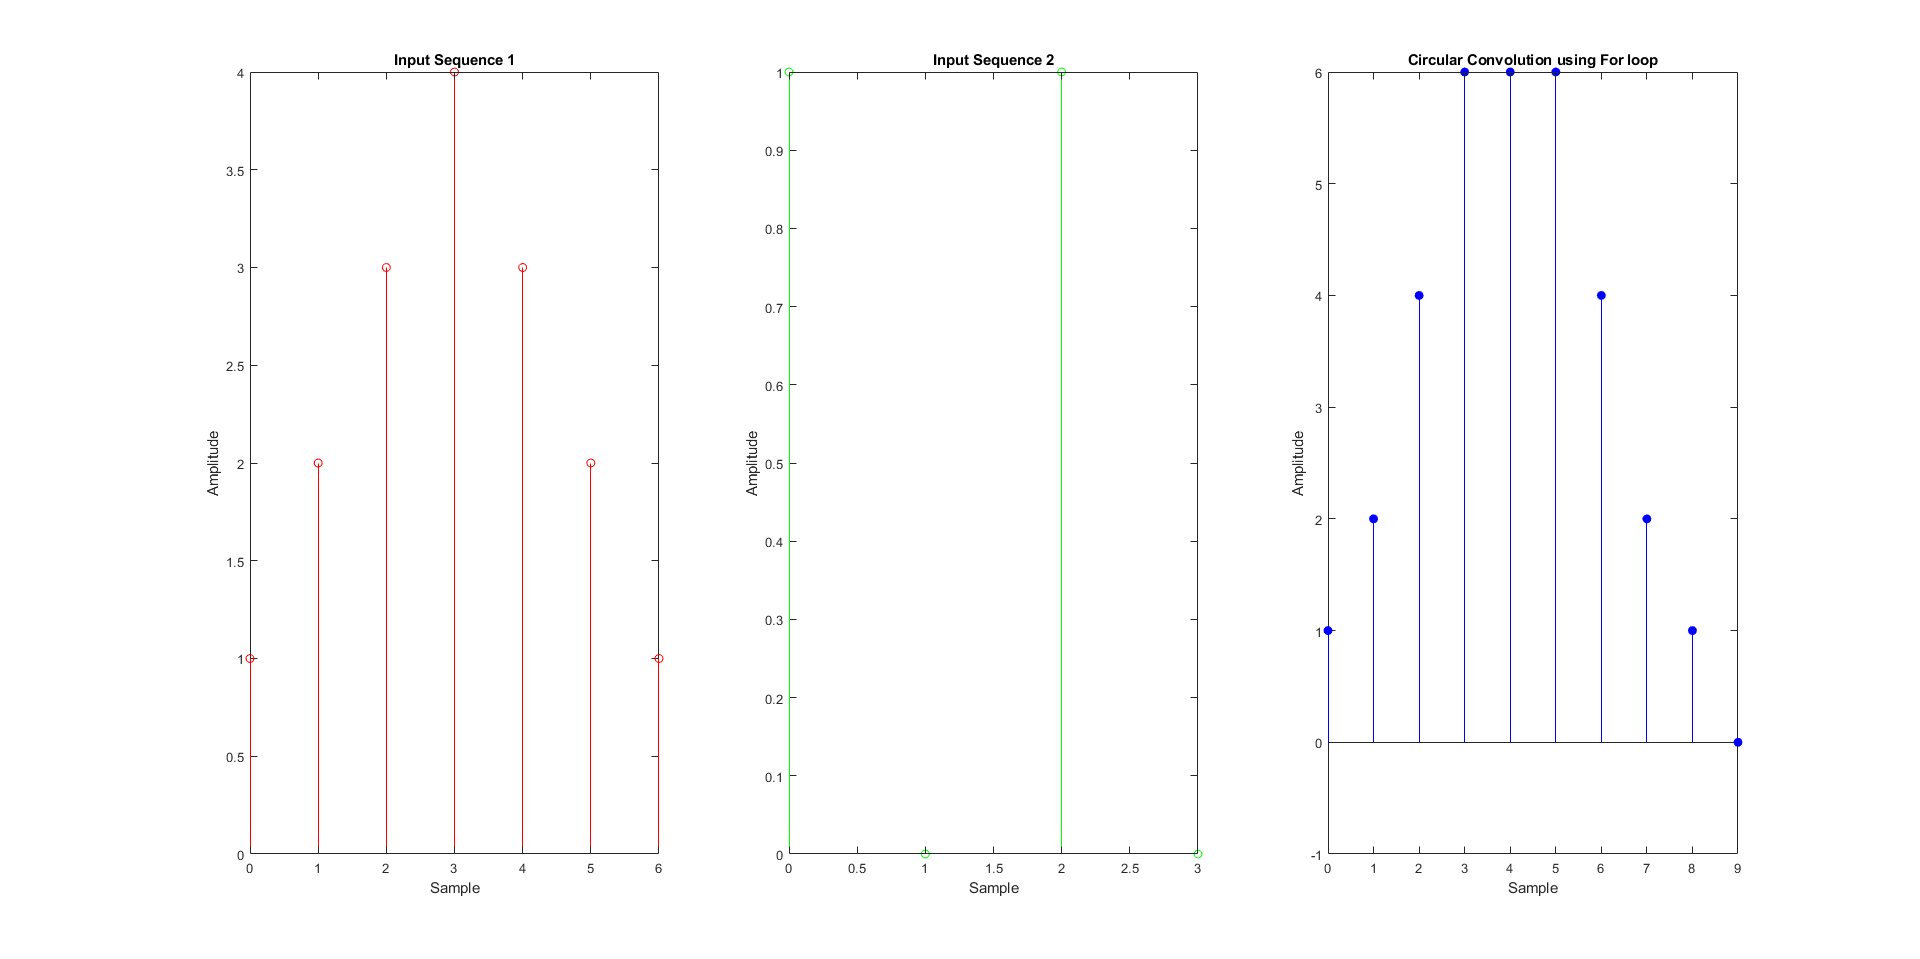 Input Sequence 1
4
3.5
3
2.5
2
1.5
1
0.5
0
Amplitude
0 1 2 3 4 5 6
Sample
Input Sequence 2
1
0.9
0.8
0.7
0.6
0.5
0.4
0.3
0.2
0.1
0
Amplitude
0 0.5 1 1.5 2 2.5 3
Sample
Circular Convolution using For loop
6
5
4
3
2
1
0
-1
Amplitude
0 1 2 3 4 5 6 7 8 9
Sample